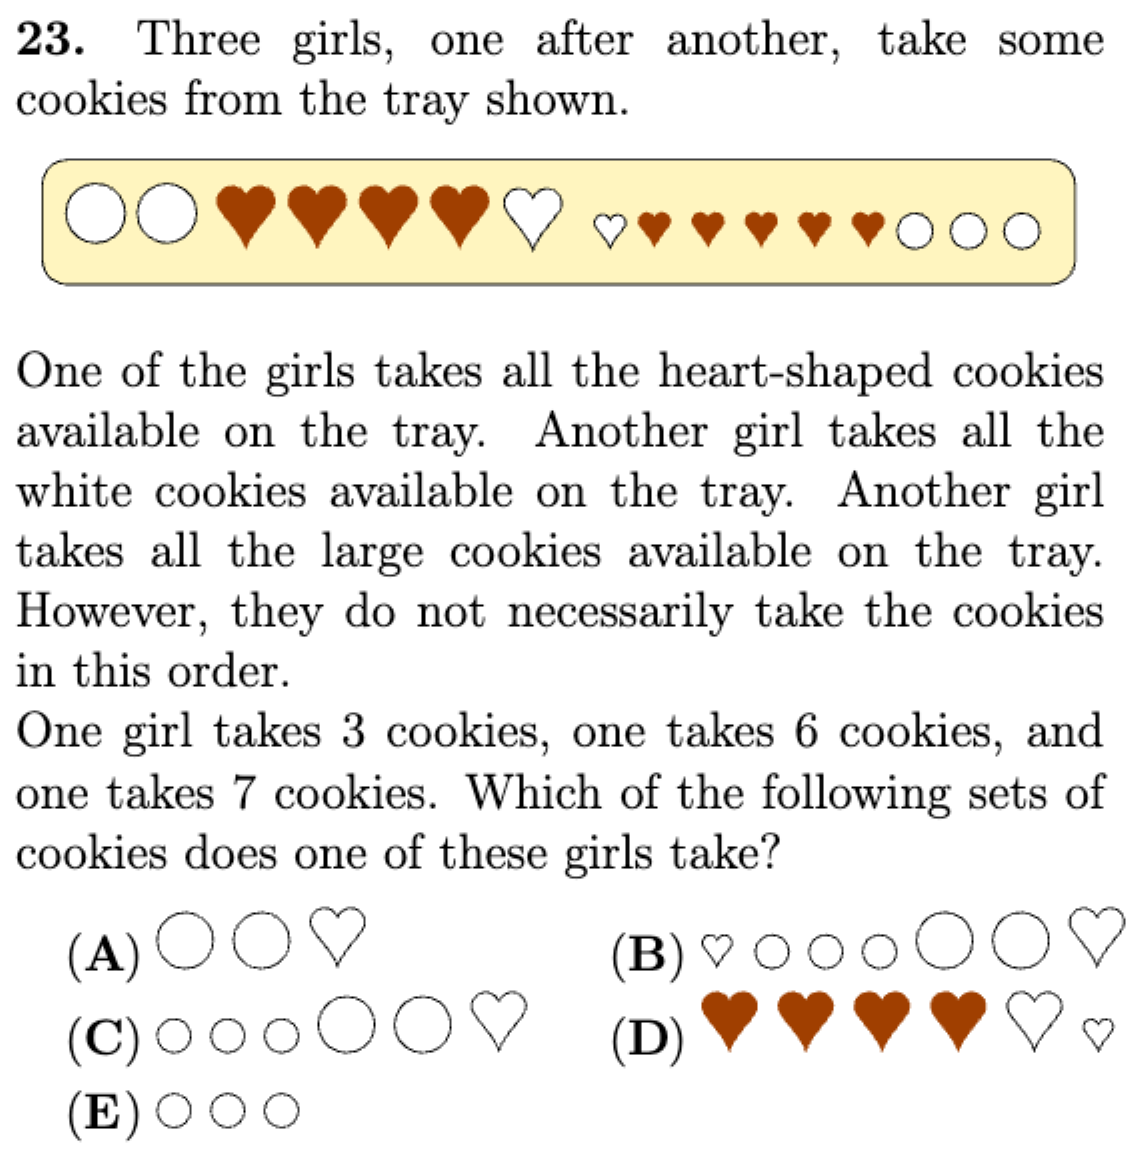 23. Three girls, one after another, take some
cookies from the tray shown.
One of the girls takes all the heart-shaped cookies
available on the tray. Another girl takes all the
white cookies available on the tray. Another girl
takes all the large cookies available on the tray.
However, they do not necessarily take the cookies
in this order.
One girl takes 3 cookies, one takes 6 cookies, and
one takes 7 cookies. Which of the following sets of
cookies does one of these girls take?
(A) (B)
(C) (D)
(E)